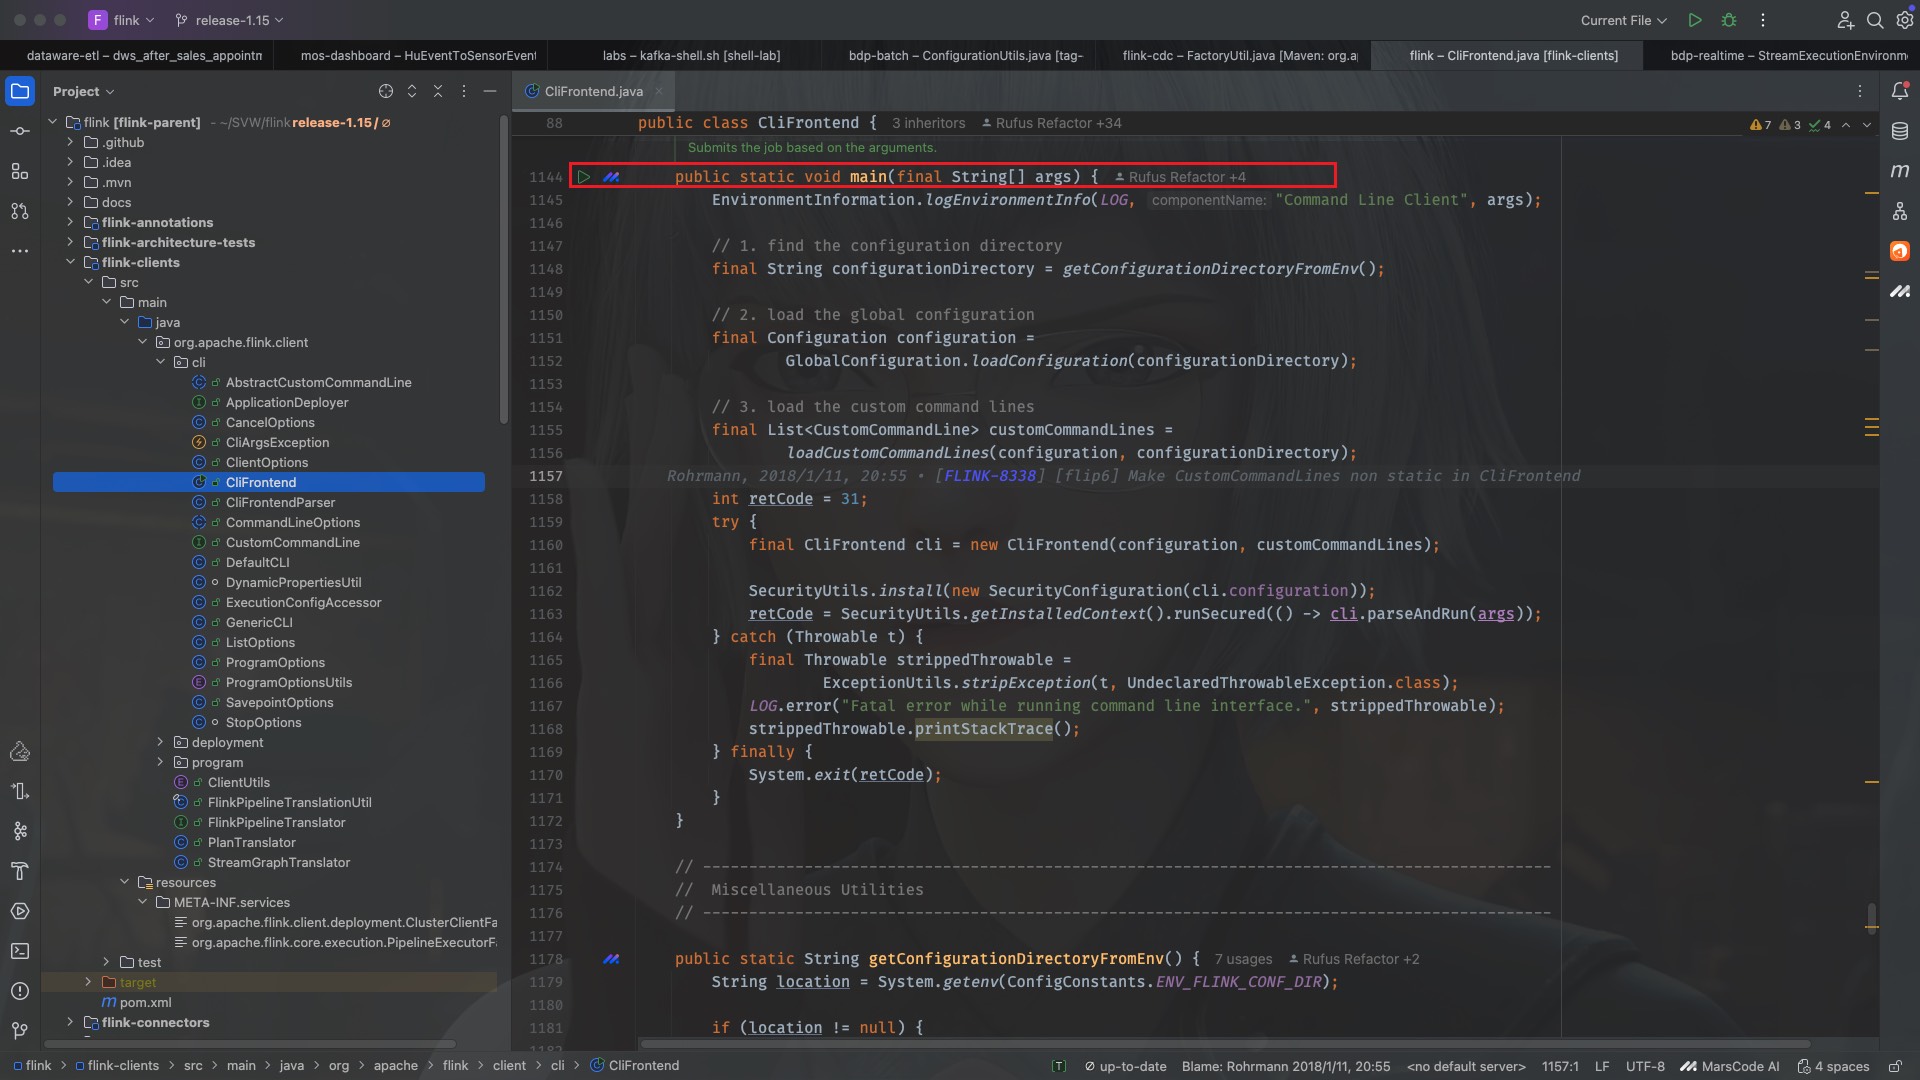 F flink release-1.15 Current File
dataware-etl – dws_after_sales_appointm mos-dashboard – HuEventToSensorEvent labs – kafka-shell.sh [shell-lab] bdp-batch – ConfigurationUtils.java [tag- flink-cdc – FactoryUtil.java [Maven: org.a flink – CliFrontend.java [flink-clients] bdp-realtime – StreamExecutionEnvironm
Project
flink [flink-parent] - ~/SVW/flink release-1.15 / ∅
.github
.idea
.mvn
docs
flink-annotations
flink-architecture-tests
flink-clients
src
main
java
org.apache.flink.client
cli
AbstractCustomCommandLine
ApplicationDeployer
CancelOptions
CliArgsException
ClientOptions
CliFrontend
CliFrontendParser
CommandLineOptions
CustomCommandLine
DefaultCLI
DynamicPropertiesUtil
ExecutionConfigAccessor
GenericCLI
ListOptions
ProgramOptions
ProgramOptionsUtils
SavepointOptions
StopOptions
deployment
program
ClientUtils
FlinkPipelineTranslationUtil
FlinkPipelineTranslator
PlanTranslator
StreamGraphTranslator
resources
META-INF.services
org.apache.flink.client.deployment.ClusterClientFa
org.apache.flink.core.execution.PipelineExecutorFa
test
target
pom.xml
flink-connectors
CliFrontend.java
88 public class CliFrontend { 3 inheritors Rufus Refactor +34 7 3 4
Submits the job based on the arguments.
1144 public static void main(final String[] args) { Rufus Refactor +4
1145 EnvironmentInformation.logEnvironmentInfo(LOG, componentName: "Command Line Client", args);
1146
1147 // 1. find the configuration directory
1148 final String configurationDirectory = getConfigurationDirectoryFromEnv();
1149
1150 // 2. load the global configuration
1151 final Configuration configuration =
1152 GlobalConfiguration.loadConfiguration(configurationDirectory);
1153
1154 // 3. load the custom command lines
1155 final List<CustomCommandLine> customCommandLines =
1156 loadCustomCommandLines(configuration, configurationDirectory);
1157 Rohrmann, 2018/1/11, 20:55 • [FLINK-8338] [flip6] Make CustomCommandLines non static in CliFrontend
1158 int retCode = 31;
1159 try {
1160 final CliFrontend cli = new CliFrontend(configuration, customCommandLines);
1161
1162 SecurityUtils.install(new SecurityConfiguration(cli.configuration));
1163 retCode = SecurityUtils.getInstalledContext().runSecured(() -> cli.parseAndRun(args));
1164 } catch (Throwable t) {
1165 final Throwable strippedThrowable =
1166 ExceptionUtils.stripException(t, UndeclaredThrowableException.class);
1167 LOG.error("Fatal error while running command line interface.", strippedThrowable);
1168 strippedThrowable.printStackTrace();
1169 } finally {
1170 System.exit(retCode);
1171 }
1172 }
1173
1174 // --------------------------------------------------------------------------------------------
1175 // Miscellaneous Utilities
1176 // --------------------------------------------------------------------------------------------
1177
1178 public static String getConfigurationDirectoryFromEnv() { 7 usages Rufus Refactor +2
1179 String location = System.getenv(ConfigConstants.ENV_FLINK_CONF_DIR);
1180
1181 if (location != null) {
flink > flink-clients > src > main > java > org > apache > flink > client > cli > CliFrontend up-to-date Blame: Rohrmann 2018/1/11, 20:55 <no default server> 1157:1 LF UTF-8 MarsCode AI 4 spaces